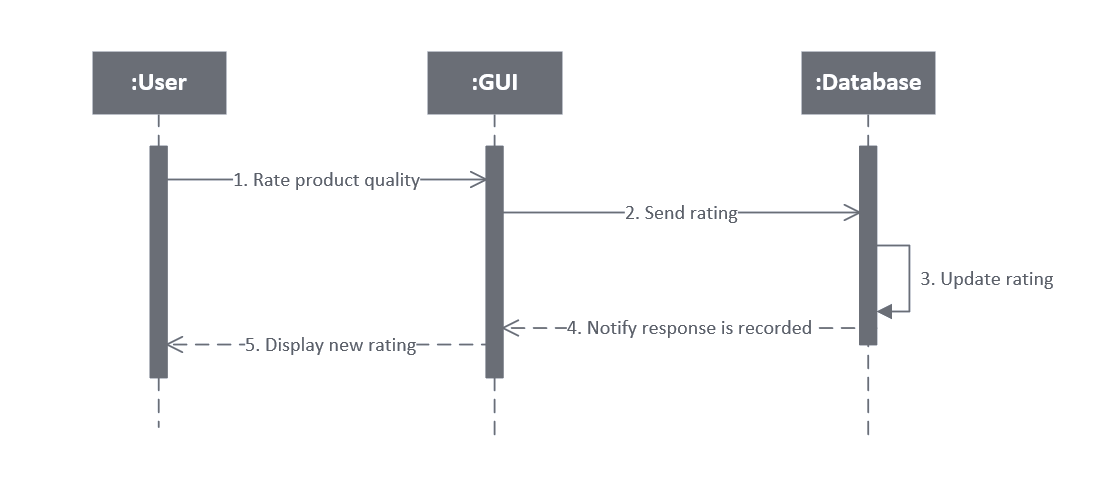 :User
:GUI
:Database
1. Rate product quality
2. Send rating
3. Update rating
4. Notify response is recorded
5. Display new rating